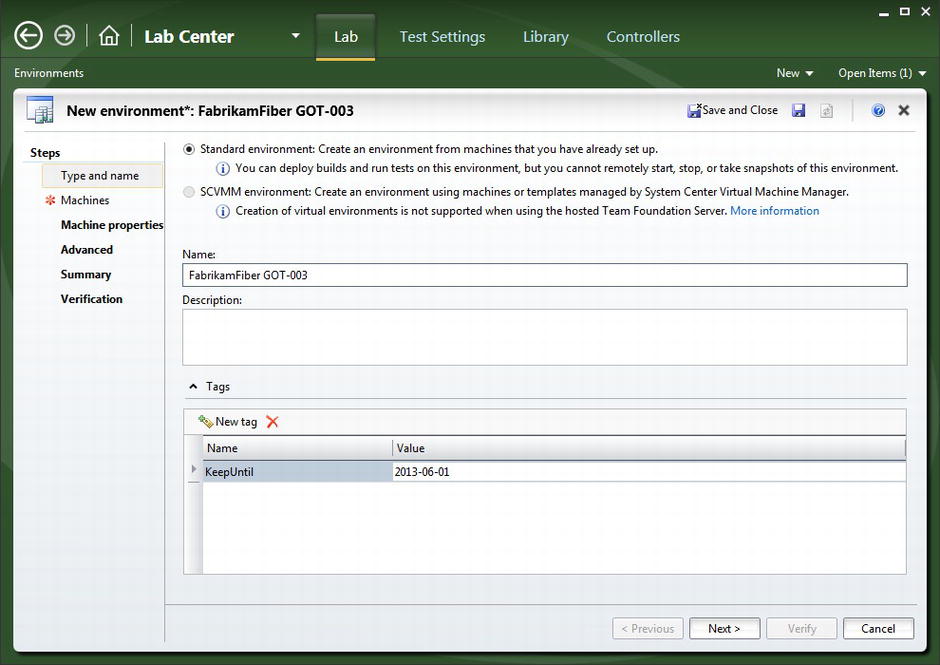 Lab Center Lab Test Settings Library Controllers
Environments New Open Items (1)
New environment*: FabrikamFiber GOT-003 Save and Close
Steps
Type and name
Machines
Machine properties
Advanced
Summary
Verification
Standard environment: Create an environment from machines that you have already set up.
You can deploy builds and run tests on this environment, but you cannot remotely start, stop, or take snapshots of this environment.
SCVMM environment: Create an environment using machines or templates managed by System Center Virtual Machine Manager.
Creation of virtual environments is not supported when using the hosted Team Foundation Server. More information
Name:
FabrikamFiber GOT-003
Description:
Tags
New tag
Name Value
KeepUntil 2013-06-01
< Previous Next > Verify Cancel